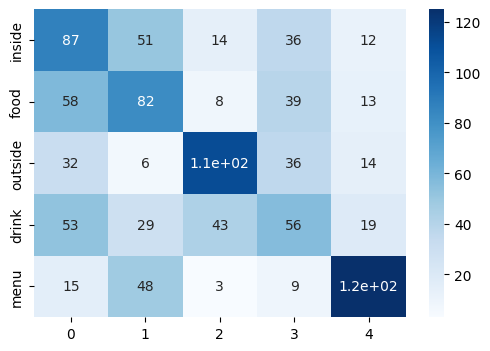 inside 87 51 14 36 12
food 58 82 8 39 13
outside 32 6 1.1e+02 36 14
drink 53 29 43 56 19
menu 15 48 3 9 1.2e+02
0 1 2 3 4
120
100
80
60
40
20